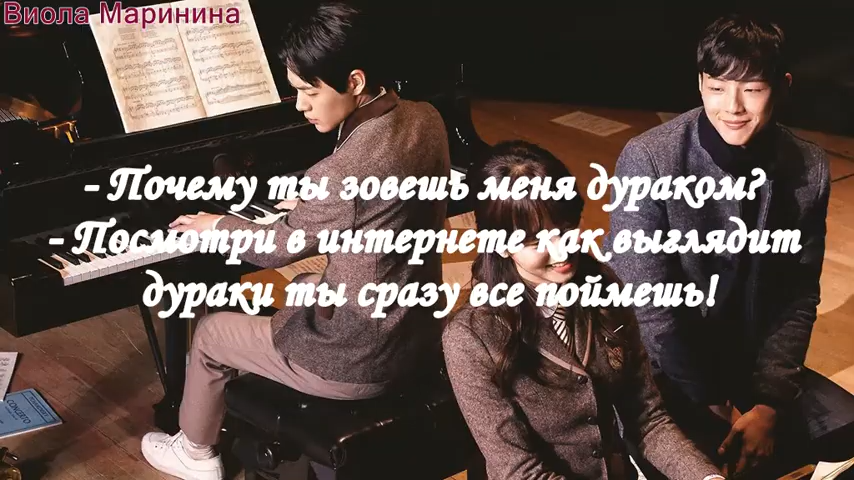 Виола Маринина
- Почему ты зовешь меня дураком?
- Посмотри в интернете как выглядит
дураки ты сразу все поймешь!